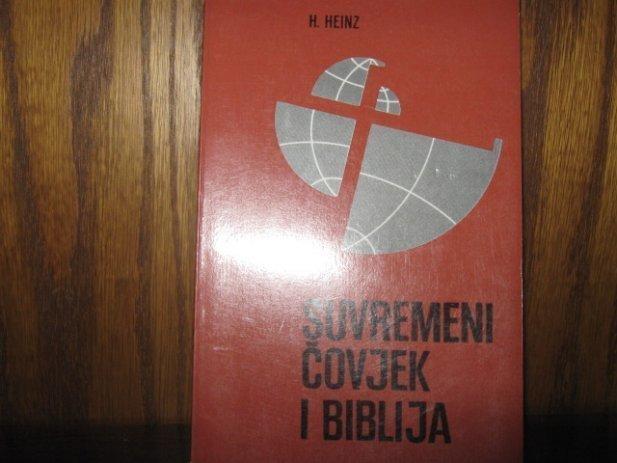 H. HEINZ
SUVREMENI
ČOVJEK
I BIBLIJA